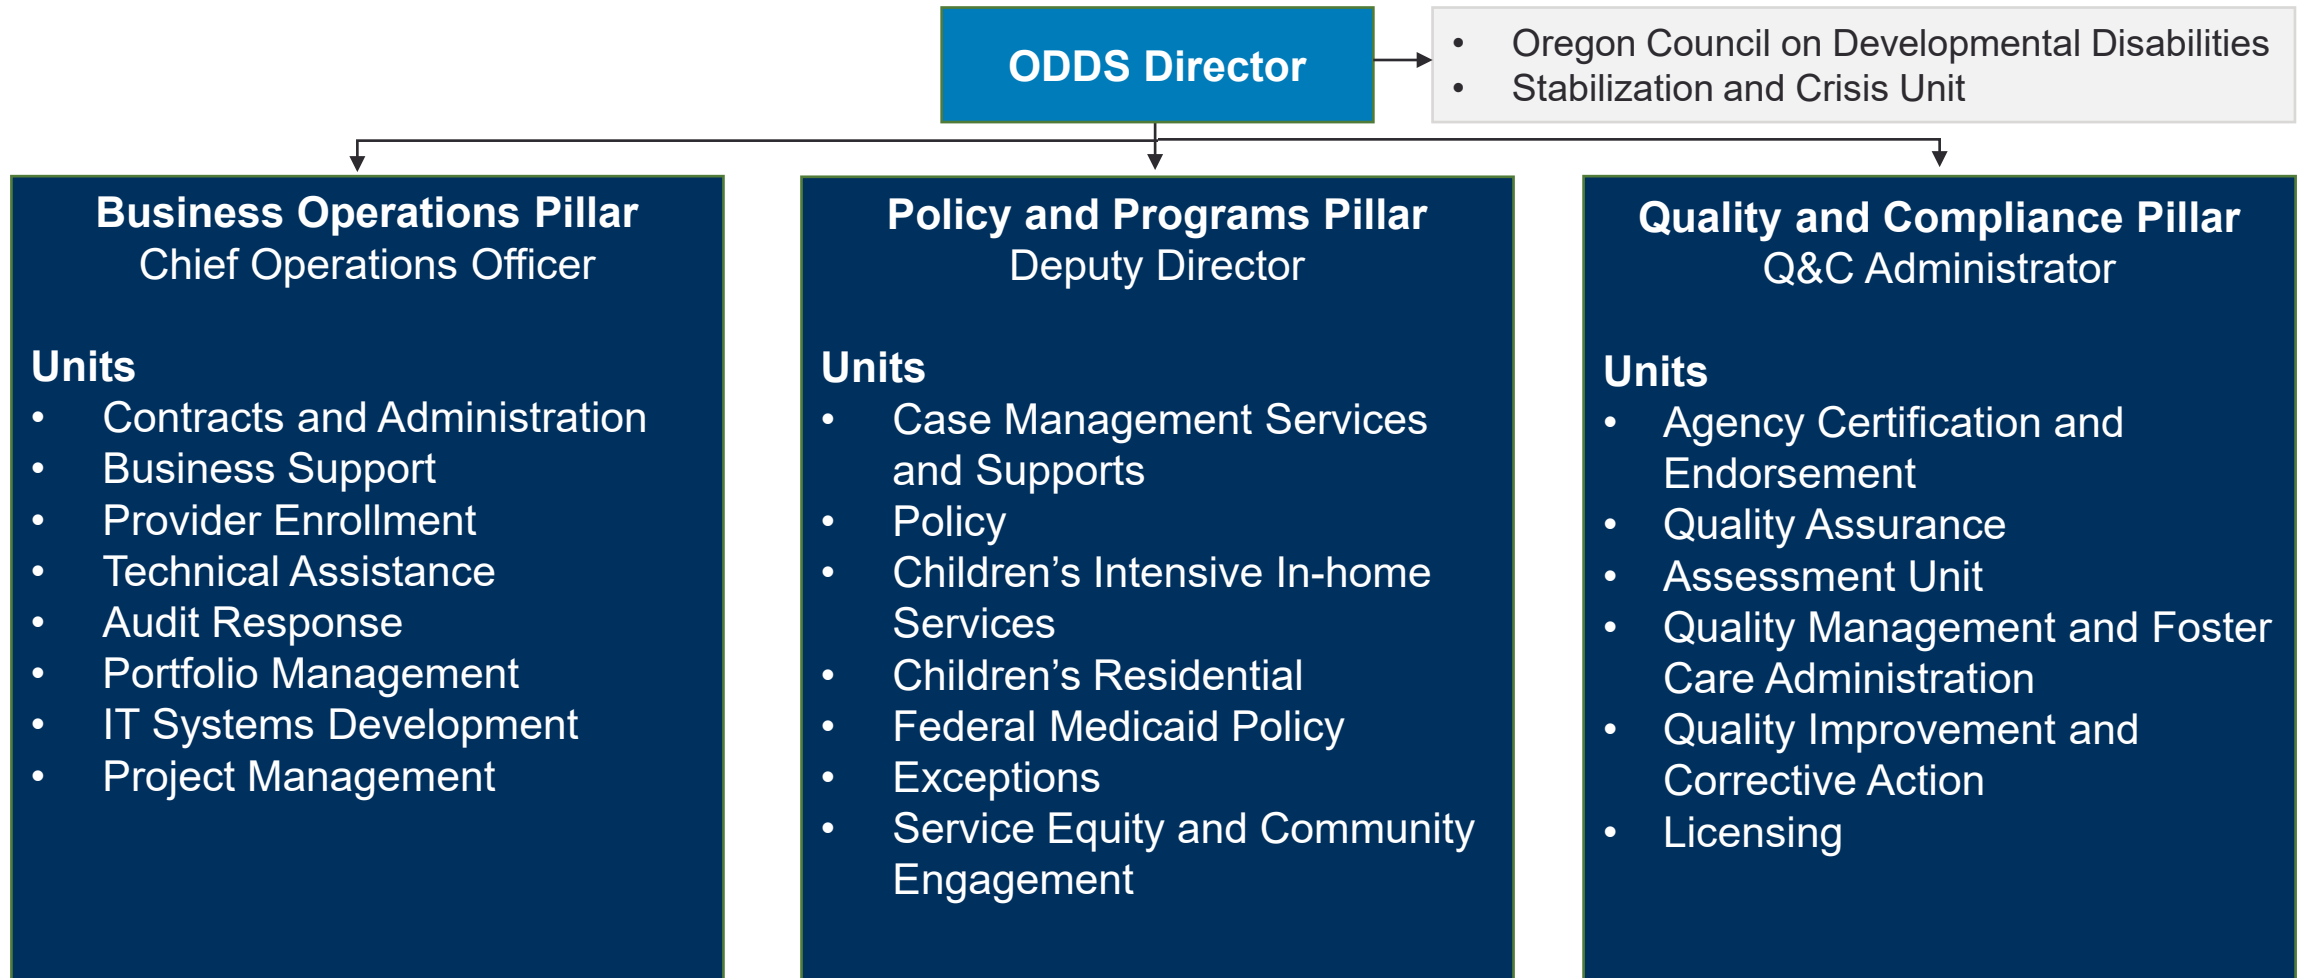 ODDS Director
• Oregon Council on Developmental Disabilities
• Stabilization and Crisis Unit
Business Operations Pillar
Chief Operations Officer
Units
• Contracts and Administration
• Business Support
• Provider Enrollment
• Technical Assistance
• Audit Response
• Portfolio Management
• IT Systems Development
• Project Management
Policy and Programs Pillar
Deputy Director
Units
• Case Management Services
and Supports
• Policy
• Children’s Intensive In-home
Services
• Children’s Residential
• Federal Medicaid Policy
• Exceptions
• Service Equity and Community
Engagement
Quality and Compliance Pillar
Q&C Administrator
Units
• Agency Certification and
Endorsement
• Quality Assurance
• Assessment Unit
• Quality Management and Foster
Care Administration
• Quality Improvement and
Corrective Action
• Licensing